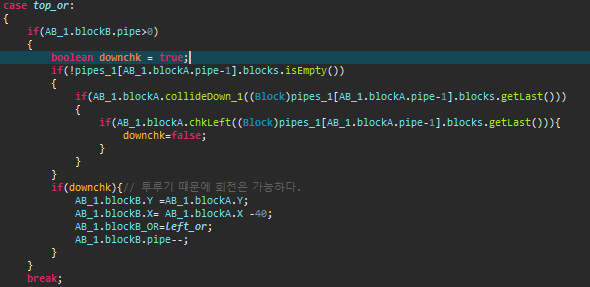 case top_or:
{
    if(AB_1.blockB.pipe>0)
    {
        boolean downchk = true;
        if(!pipes_1[AB_1.blockA.pipe-1].blocks.isEmpty())
        {
            if(AB_1.blockA.collideDown_1((Block)pipes_1[AB_1.blockA.pipe-1].blocks.getLast()))
            {
                if(AB_1.blockA.chkLeft((Block)pipes_1[AB_1.blockA.pipe-1].blocks.getLast())){
                    downchk=false;
                }
            }
        }
        if(downchk){// 투루기 때문에 회전은 가능하다.
            AB_1.blockB.Y =AB_1.blockA.Y;
            AB_1.blockB.X= AB_1.blockA.X -40;
            AB_1.blockB_OR=left_or;
            AB_1.blockB.pipe--;
        }
    }
    break;